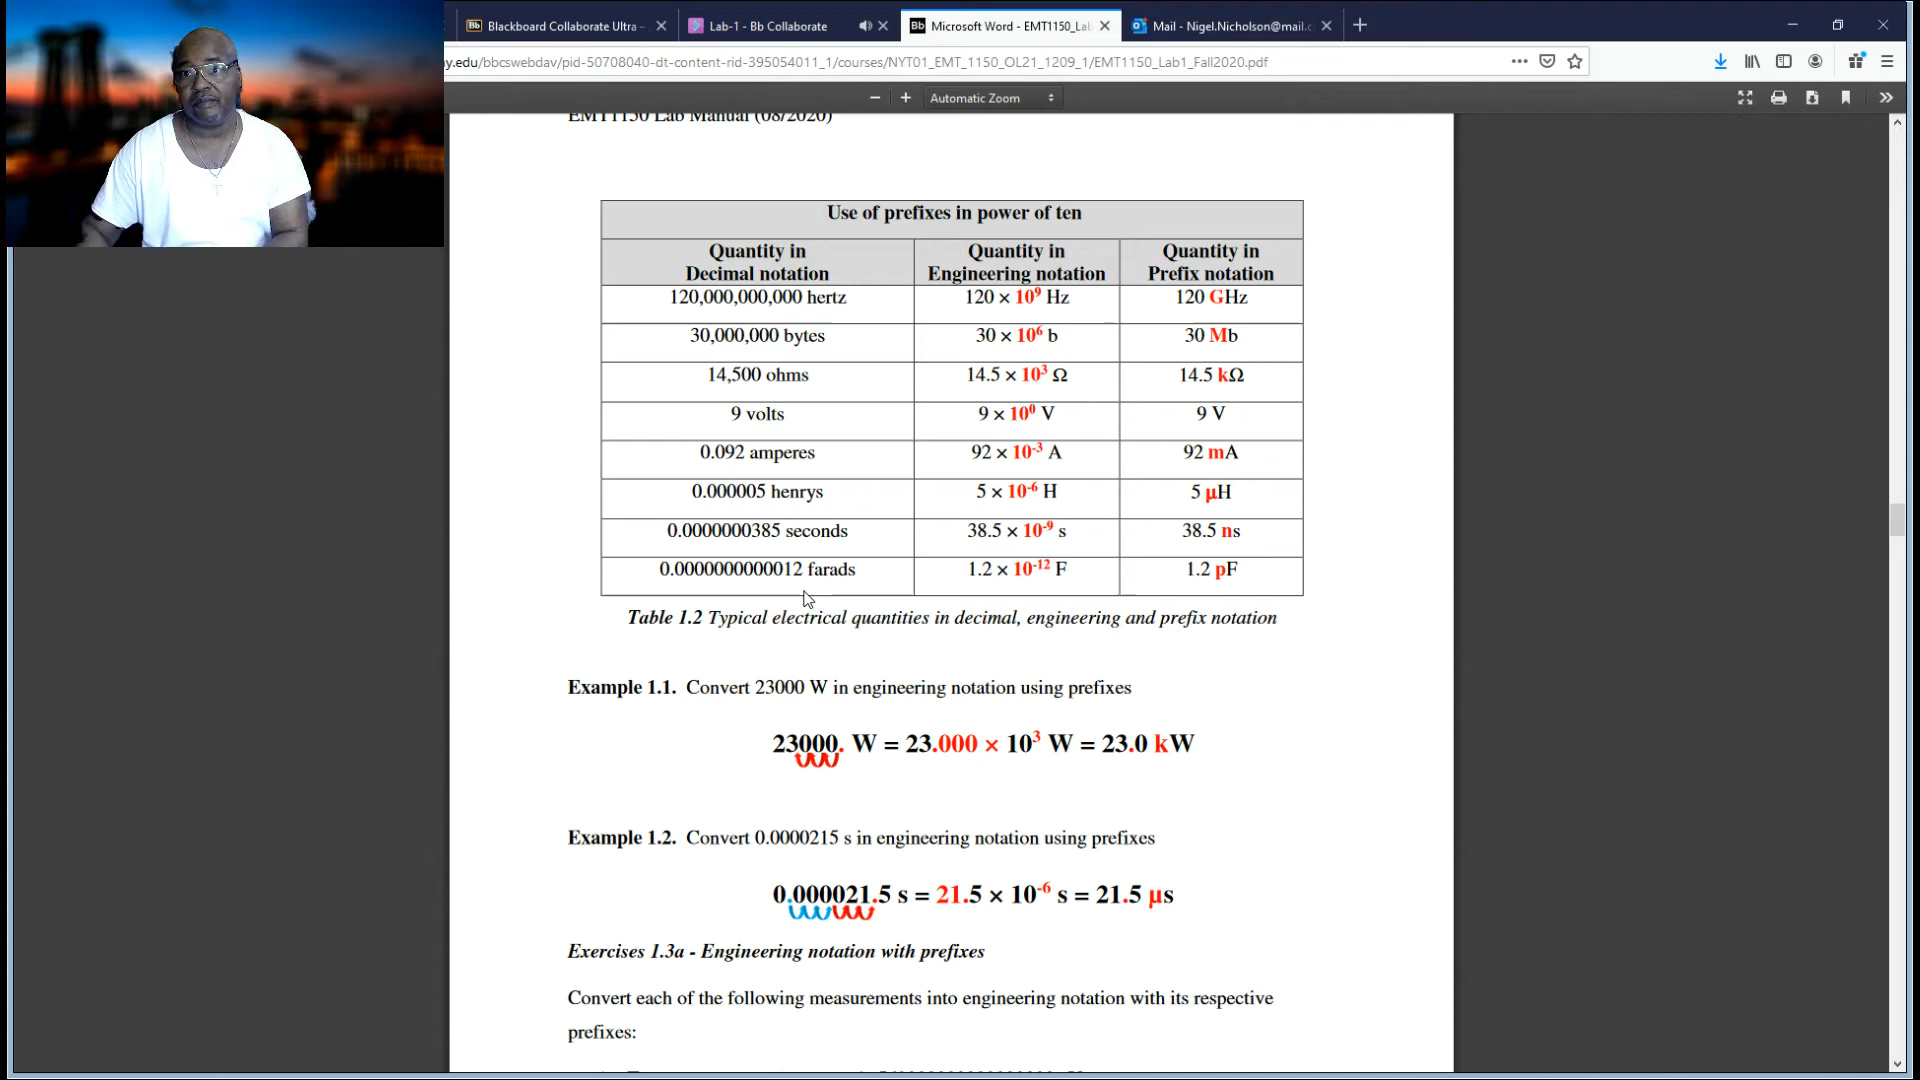 Blackboard Collaborate Ultra –
Lab-1 - Bb Collaborate
Microsoft Word - EMT1150_Lab
Mail - Nigel.Nicholson@mail.c
y.edu/bbcswebdav/pid-50708040-dt-content-rid-395054011_1/courses/NYT01_EMT_1150_OL21_1209_1/EMT1150_Lab1_Fall2020.pdf
Automatic Zoom
EMT1150 Lab Manual (08/2020)
Use of prefixes in power of ten
Quantity in Decimal notation Quantity in Engineering notation Quantity in Prefix notation
120,000,000,000 hertz 120 × 10⁹ Hz 120 GHz
30,000,000 bytes 30 × 10⁶ b 30 Mb
14,500 ohms 14.5 × 10³ Ω 14.5 kΩ
9 volts 9 × 10⁰ V 9 V
0.092 amperes 92 × 10⁻³ A 92 mA
0.000005 henrys 5 × 10⁻⁶ H 5 µH
0.0000000385 seconds 38.5 × 10⁻⁹ s 38.5 ns
0.0000000000012 farads 1.2 × 10⁻¹² F 1.2 pF
Table 1.2 Typical electrical quantities in decimal, engineering and prefix notation
Example 1.1. Convert 23000 W in engineering notation using prefixes
23000. W = 23.000 × 10³ W = 23.0 kW
Example 1.2. Convert 0.0000215 s in engineering notation using prefixes
0.000021.5 s = 21.5 × 10⁻⁶ s = 21.5 µs
Exercises 1.3a - Engineering notation with prefixes
Convert each of the following measurements into engineering notation with its respective
prefixes: